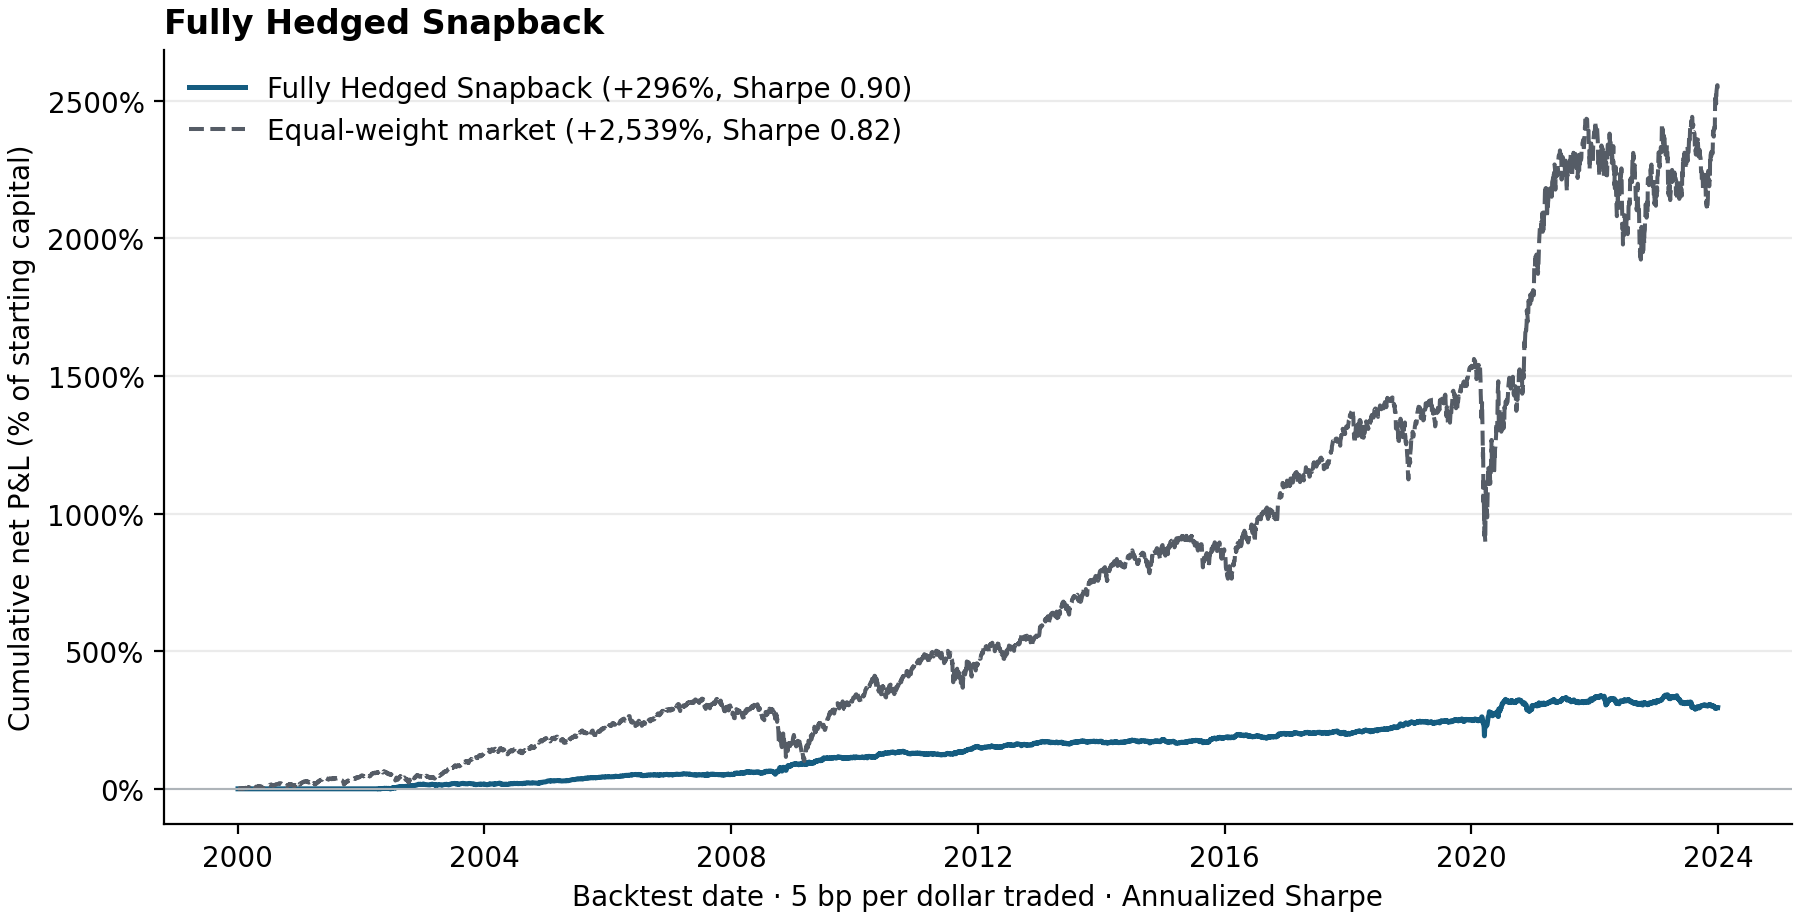 Fully Hedged Snapback
Fully Hedged Snapback (+296%, Sharpe 0.90)
Equal-weight market (+2,539%, Sharpe 0.82)
Cumulative net P&L (% of starting capital)
2500%
2000%
1500%
1000%
500%
0%
2000 2004 2008 2012 2016 2020 2024
Backtest date · 5 bp per dollar traded · Annualized Sharpe